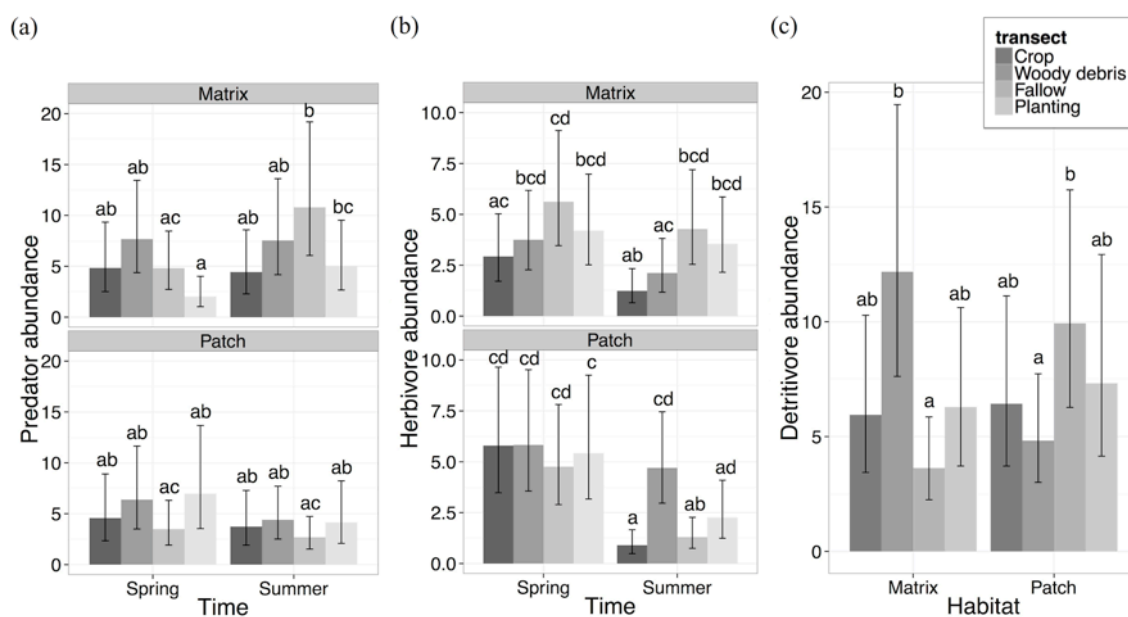 (a)
Matrix
20
15
10
5
0
ab
ab
ac
a
ab
ab
b
bc
Patch
20
15
10
5
0
ab
ab
ac
ab
ab
ab
ac
ab
Predator abundance
Spring
Summer
Time
(b)
Matrix
10.0
7.5
5.0
2.5
0.0
ac
bcd
cd
bcd
ab
ac
bcd
bcd
Patch
10.0
7.5
5.0
2.5
0.0
cd
cd
cd
c
a
cd
ab
ad
Herbivore abundance
Spring
Summer
Time
(c)
transect
Crop
Woody debris
Fallow
Planting
20
15
10
5
0
ab
b
a
ab
ab
a
b
ab
Detritivore abundance
Matrix
Patch
Habitat